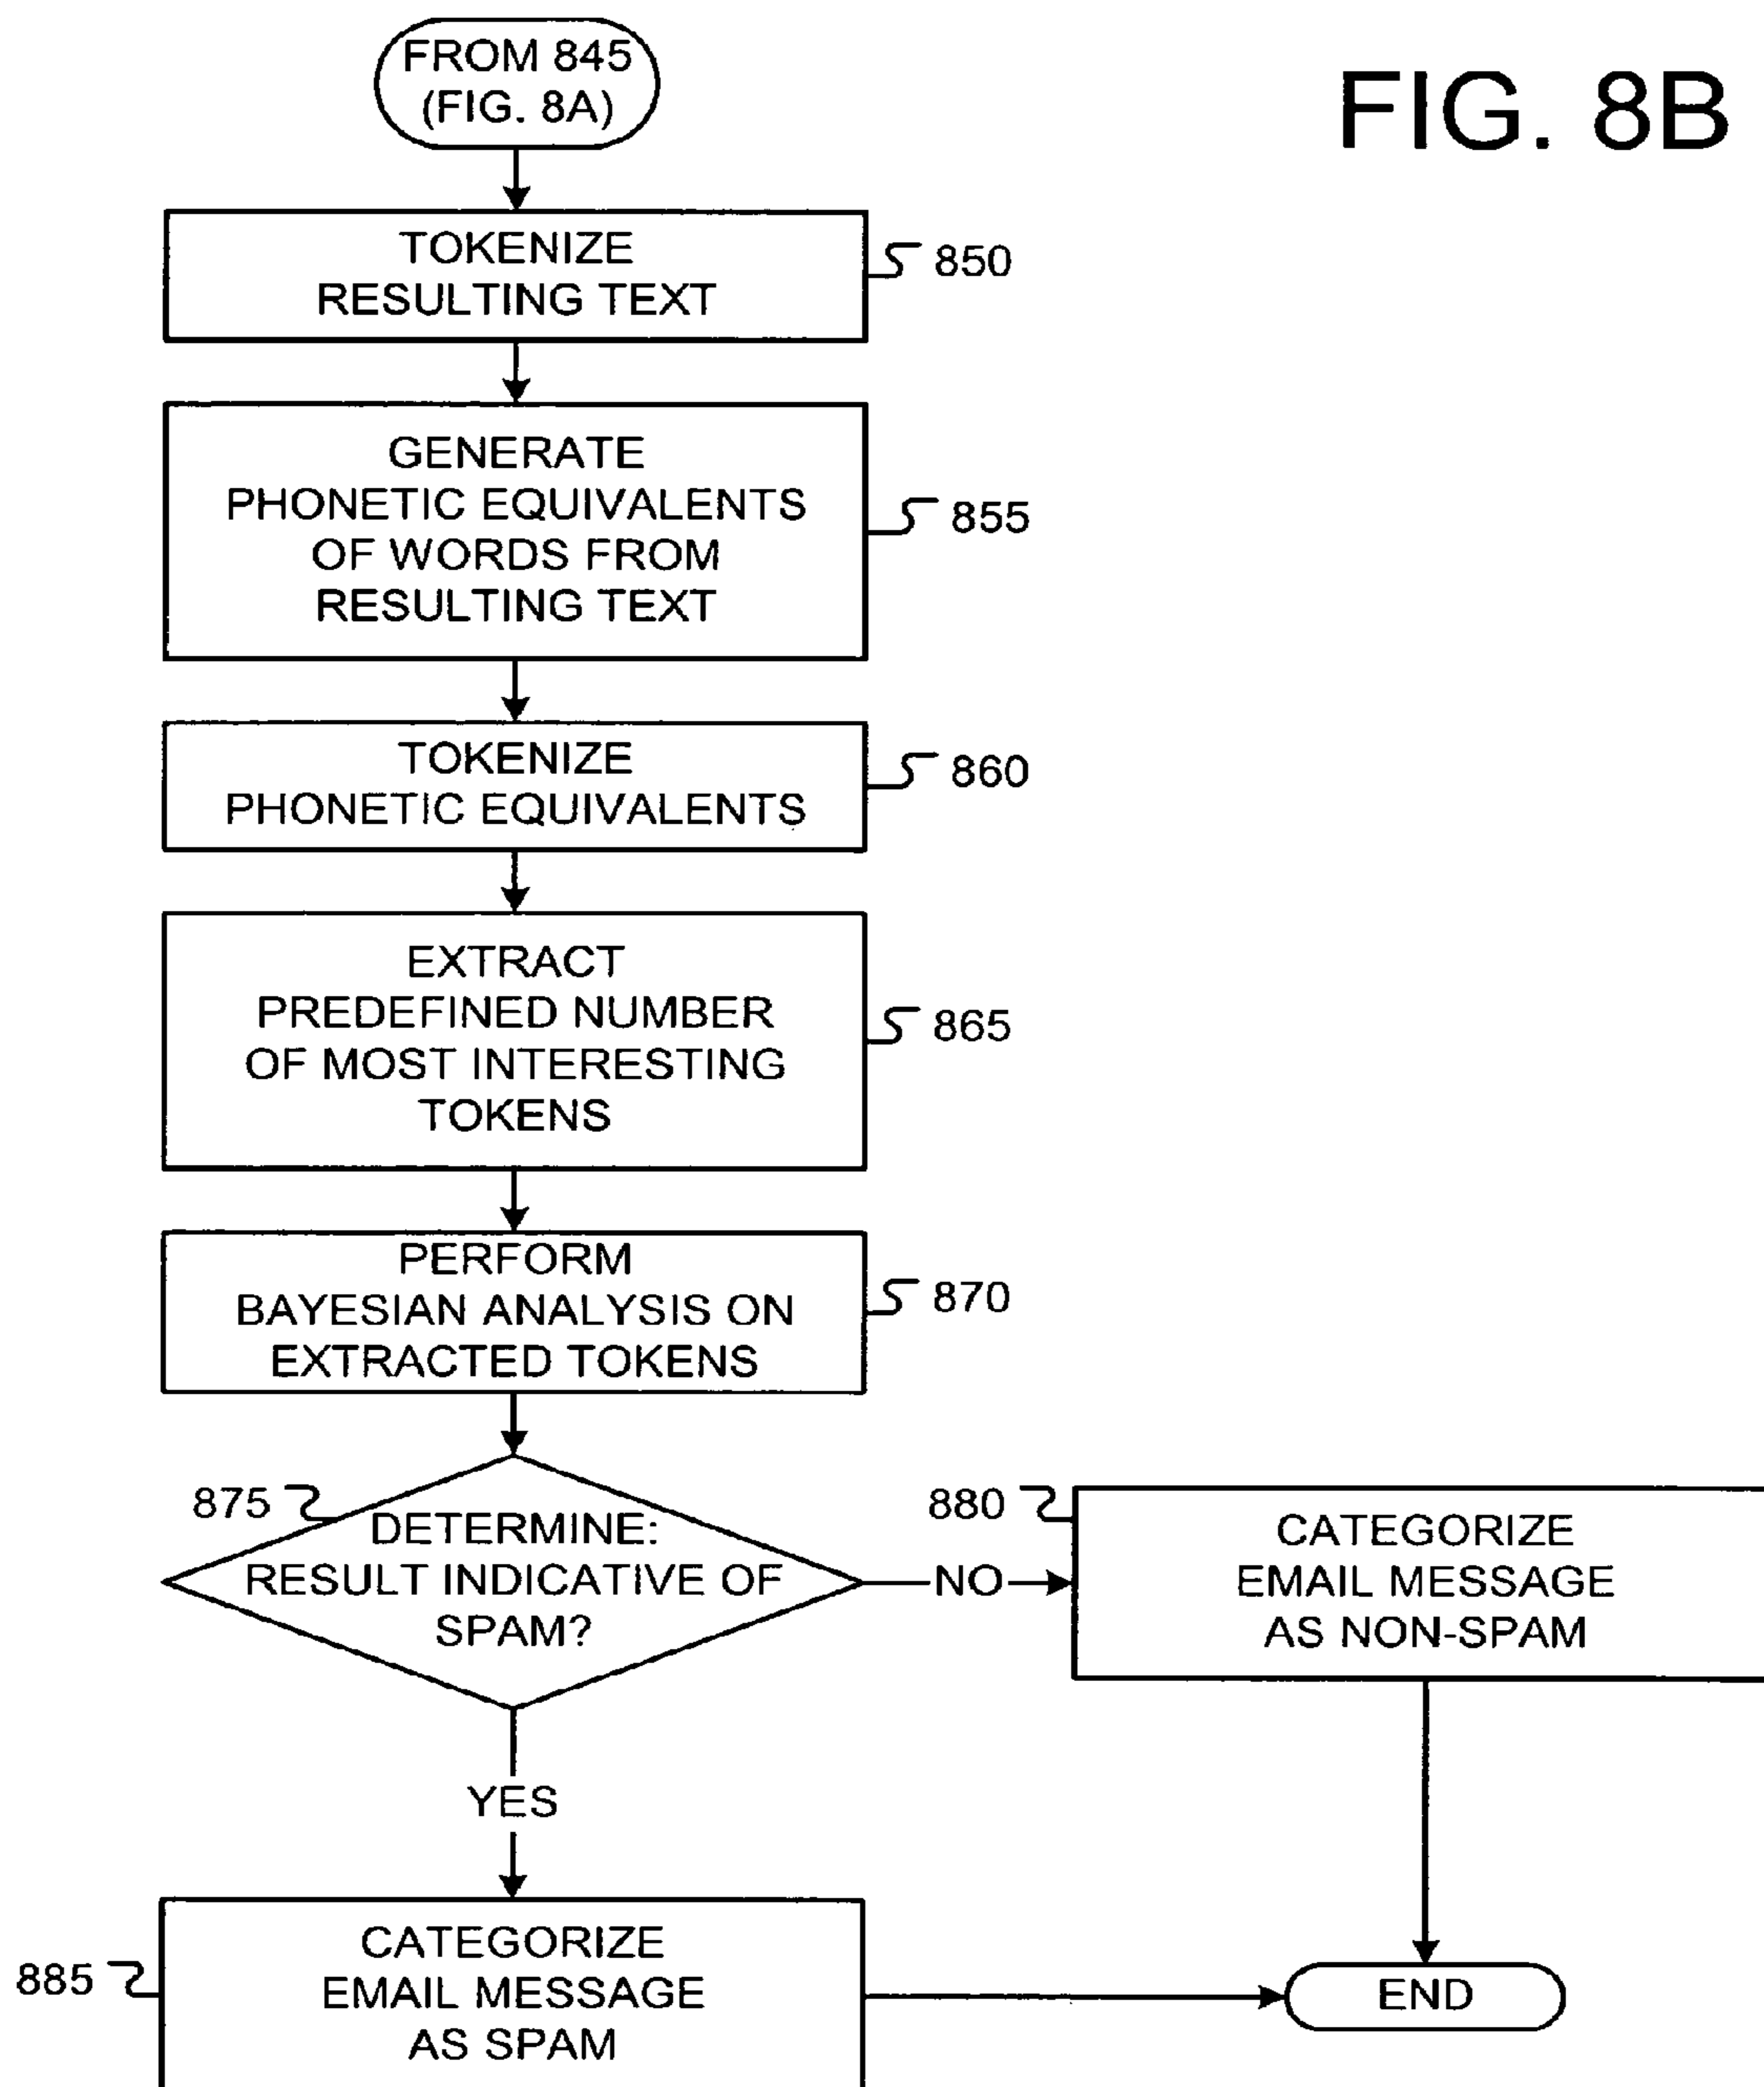 FIG. 8B
FROM 845
(FIG. 8A)
TOKENIZE
RESULTING TEXT
850
GENERATE
PHONETIC EQUIVALENTS
OF WORDS FROM
RESULTING TEXT
855
TOKENIZE
PHONETIC EQUIVALENTS
860
EXTRACT
PREDEFINED NUMBER
OF MOST INTERESTING
TOKENS
865
PERFORM
BAYESIAN ANALYSIS ON
EXTRACTED TOKENS
870
875
DETERMINE:
RESULT INDICATIVE OF
SPAM?
NO
880
CATEGORIZE
EMAIL MESSAGE
AS NON-SPAM
YES
885
CATEGORIZE
EMAIL MESSAGE
AS SPAM
END